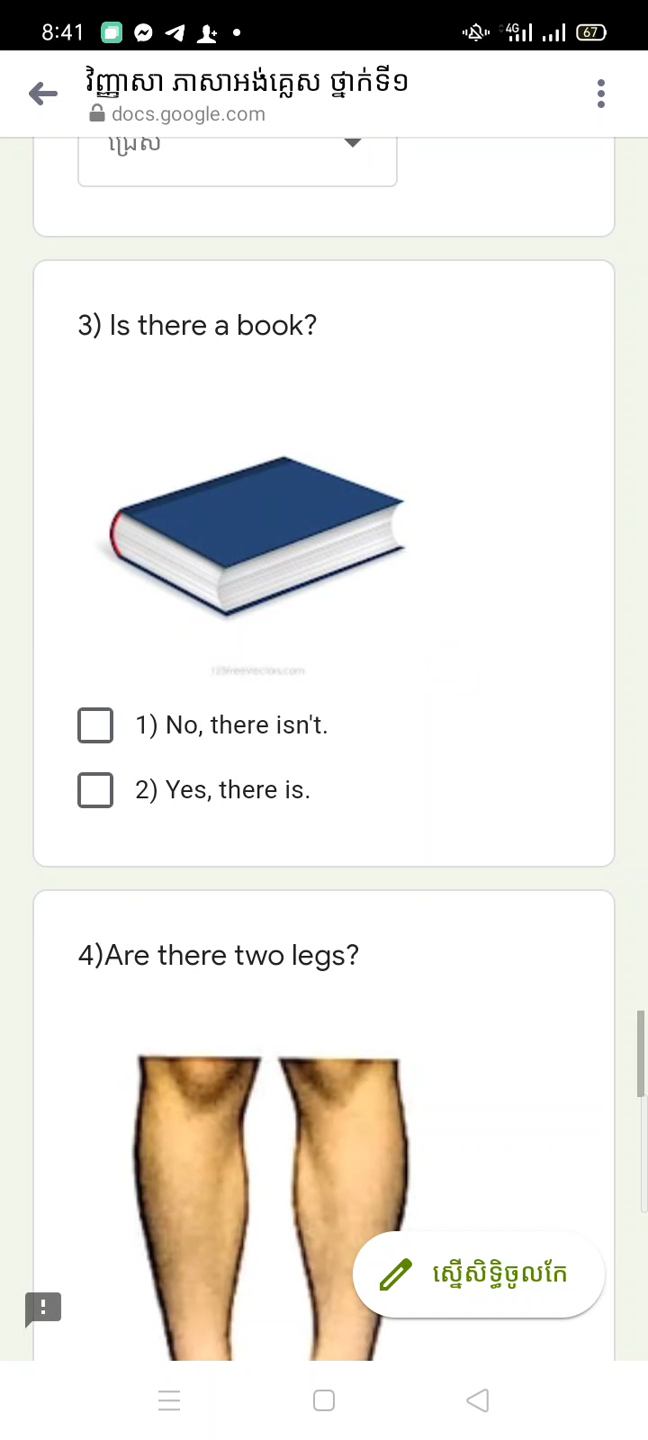 8:41
4G
67
វិញ្ញាសា ភាសាអង់គ្លេស ថ្នាក់ទី១
docs.google.com
ជ្រើស
3) Is there a book?
123freevectors.com
1) No, there isn't.
2) Yes, there is.
4)Are there two legs?
ស្នើសិទ្ធិចូលកែ